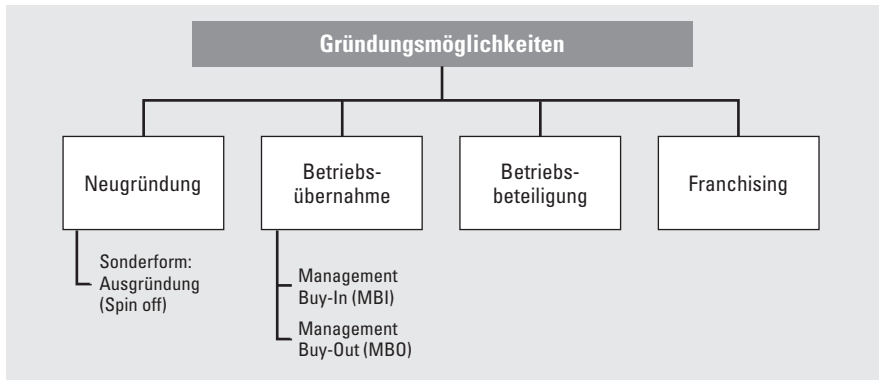 Gründungsmöglichkeiten
Neugründung
Betriebs-
übernahme
Betriebs-
beteiligung
Franchising
Sonderform:
Ausgründung
(Spin off)
Management
Buy-In (MBI)
Management
Buy-Out (MBO)